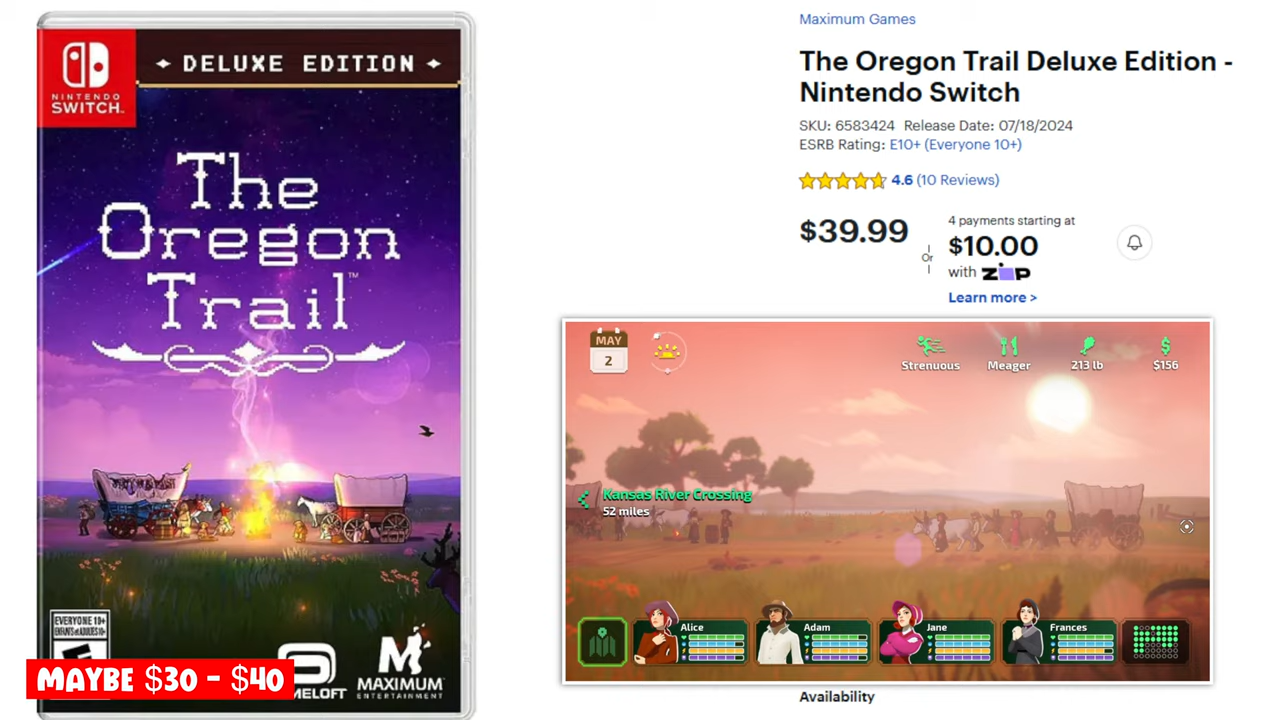 NINTENDO
SWITCH
DELUXE EDITION
The
Oregon
Trail™
EVERYONE 10+
MAXIMUM
ENTERTAINMENT
MAYBE $30 - $40
Maximum Games
The Oregon Trail Deluxe Edition -
Nintendo Switch
SKU: 6583424 Release Date: 07/18/2024
ESRB Rating: E10+ (Everyone 10+)
4.6 (10 Reviews)
$39.99
Or
4 payments starting at
$10.00
with ZIP
Learn more >
MAY
2
Strenuous
Meager
213 lb
$156
Kansas River Crossing
52 miles
Alice
Adam
Jane
Frances
Availability